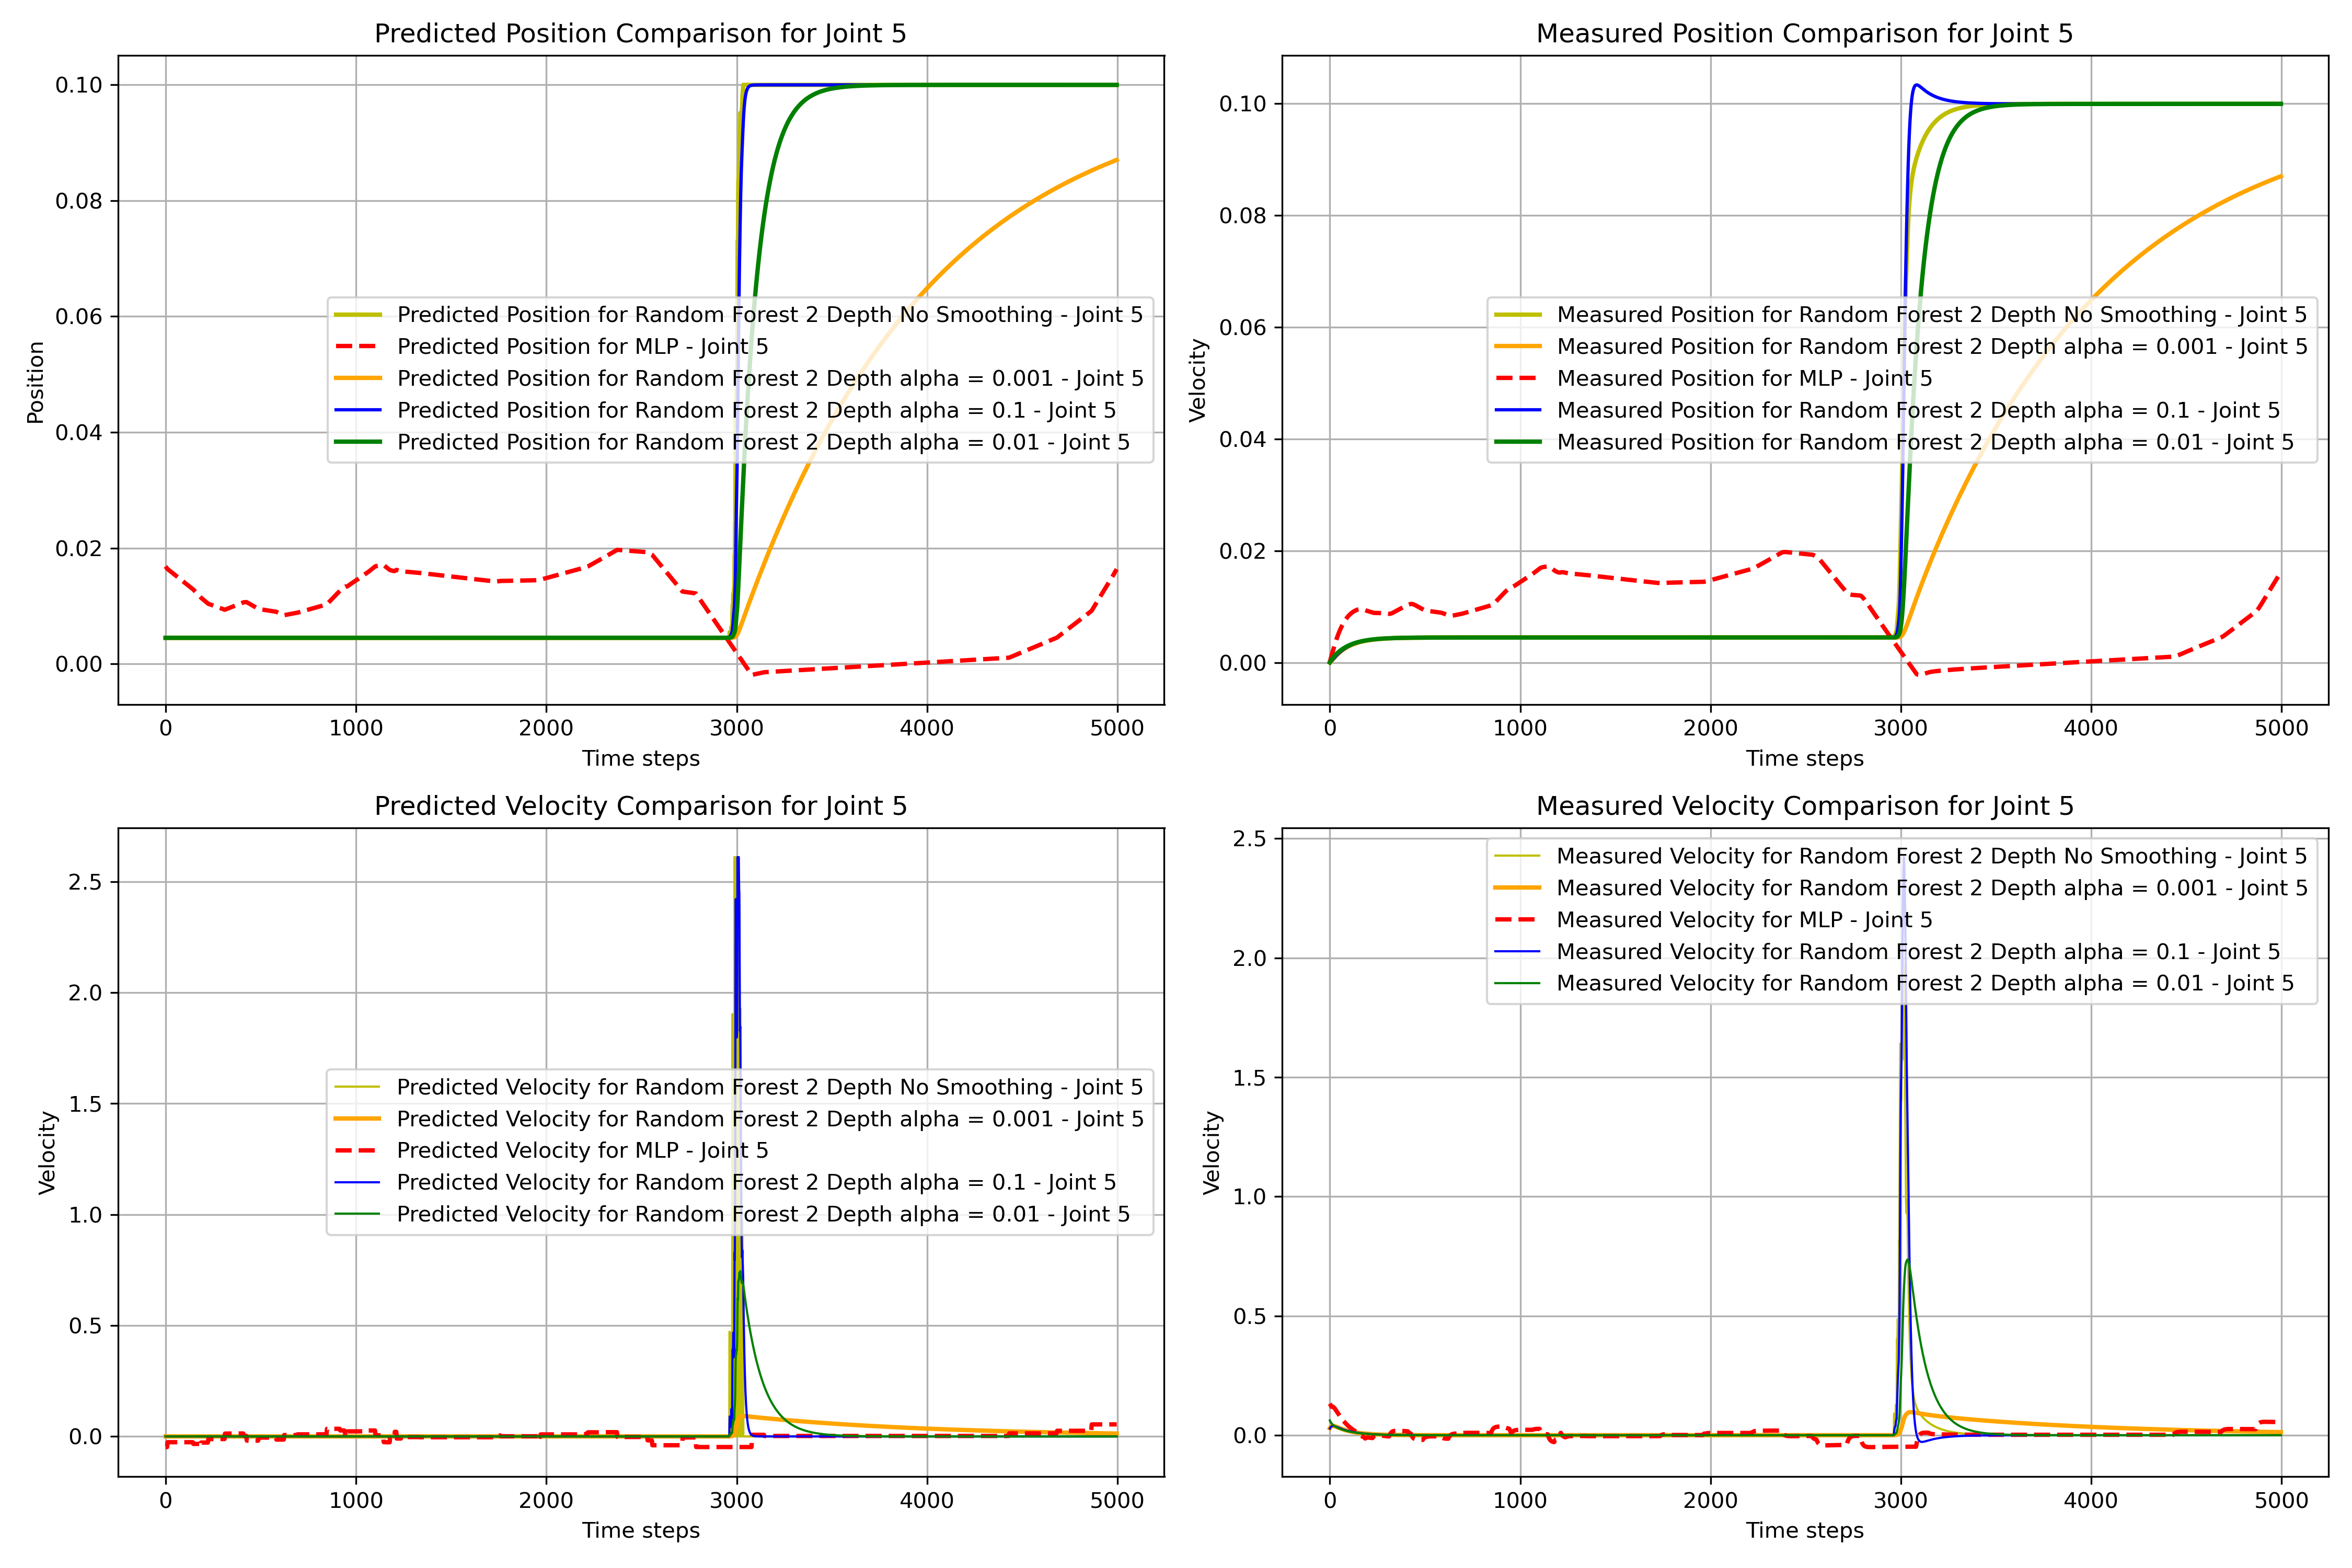 Predicted Position Comparison for Joint 5
0.10
0.08
0.06
0.04
0.02
0.00
Position
Predicted Position for Random Forest 2 Depth No Smoothing - Joint 5
Predicted Position for MLP - Joint 5
Predicted Position for Random Forest 2 Depth alpha = 0.001 - Joint 5
Predicted Position for Random Forest 2 Depth alpha = 0.1 - Joint 5
Predicted Position for Random Forest 2 Depth alpha = 0.01 - Joint 5
0 1000 2000 3000 4000 5000
Time steps
Measured Position Comparison for Joint 5
0.10
0.08
0.06
0.04
0.02
0.00
Velocity
Measured Position for Random Forest 2 Depth No Smoothing - Joint 5
Measured Position for Random Forest 2 Depth alpha = 0.001 - Joint 5
Measured Position for MLP - Joint 5
Measured Position for Random Forest 2 Depth alpha = 0.1 - Joint 5
Measured Position for Random Forest 2 Depth alpha = 0.01 - Joint 5
0 1000 2000 3000 4000 5000
Time steps
Predicted Velocity Comparison for Joint 5
2.5
2.0
1.5
1.0
0.5
0.0
Velocity
Predicted Velocity for Random Forest 2 Depth No Smoothing - Joint 5
Predicted Velocity for Random Forest 2 Depth alpha = 0.001 - Joint 5
Predicted Velocity for MLP - Joint 5
Predicted Velocity for Random Forest 2 Depth alpha = 0.1 - Joint 5
Predicted Velocity for Random Forest 2 Depth alpha = 0.01 - Joint 5
0 1000 2000 3000 4000 5000
Time steps
Measured Velocity Comparison for Joint 5
2.5
2.0
1.5
1.0
0.5
0.0
Velocity
Measured Velocity for Random Forest 2 Depth No Smoothing - Joint 5
Measured Velocity for Random Forest 2 Depth alpha = 0.001 - Joint 5
Measured Velocity for MLP - Joint 5
Measured Velocity for Random Forest 2 Depth alpha = 0.1 - Joint 5
Measured Velocity for Random Forest 2 Depth alpha = 0.01 - Joint 5
0 1000 2000 3000 4000 5000
Time steps